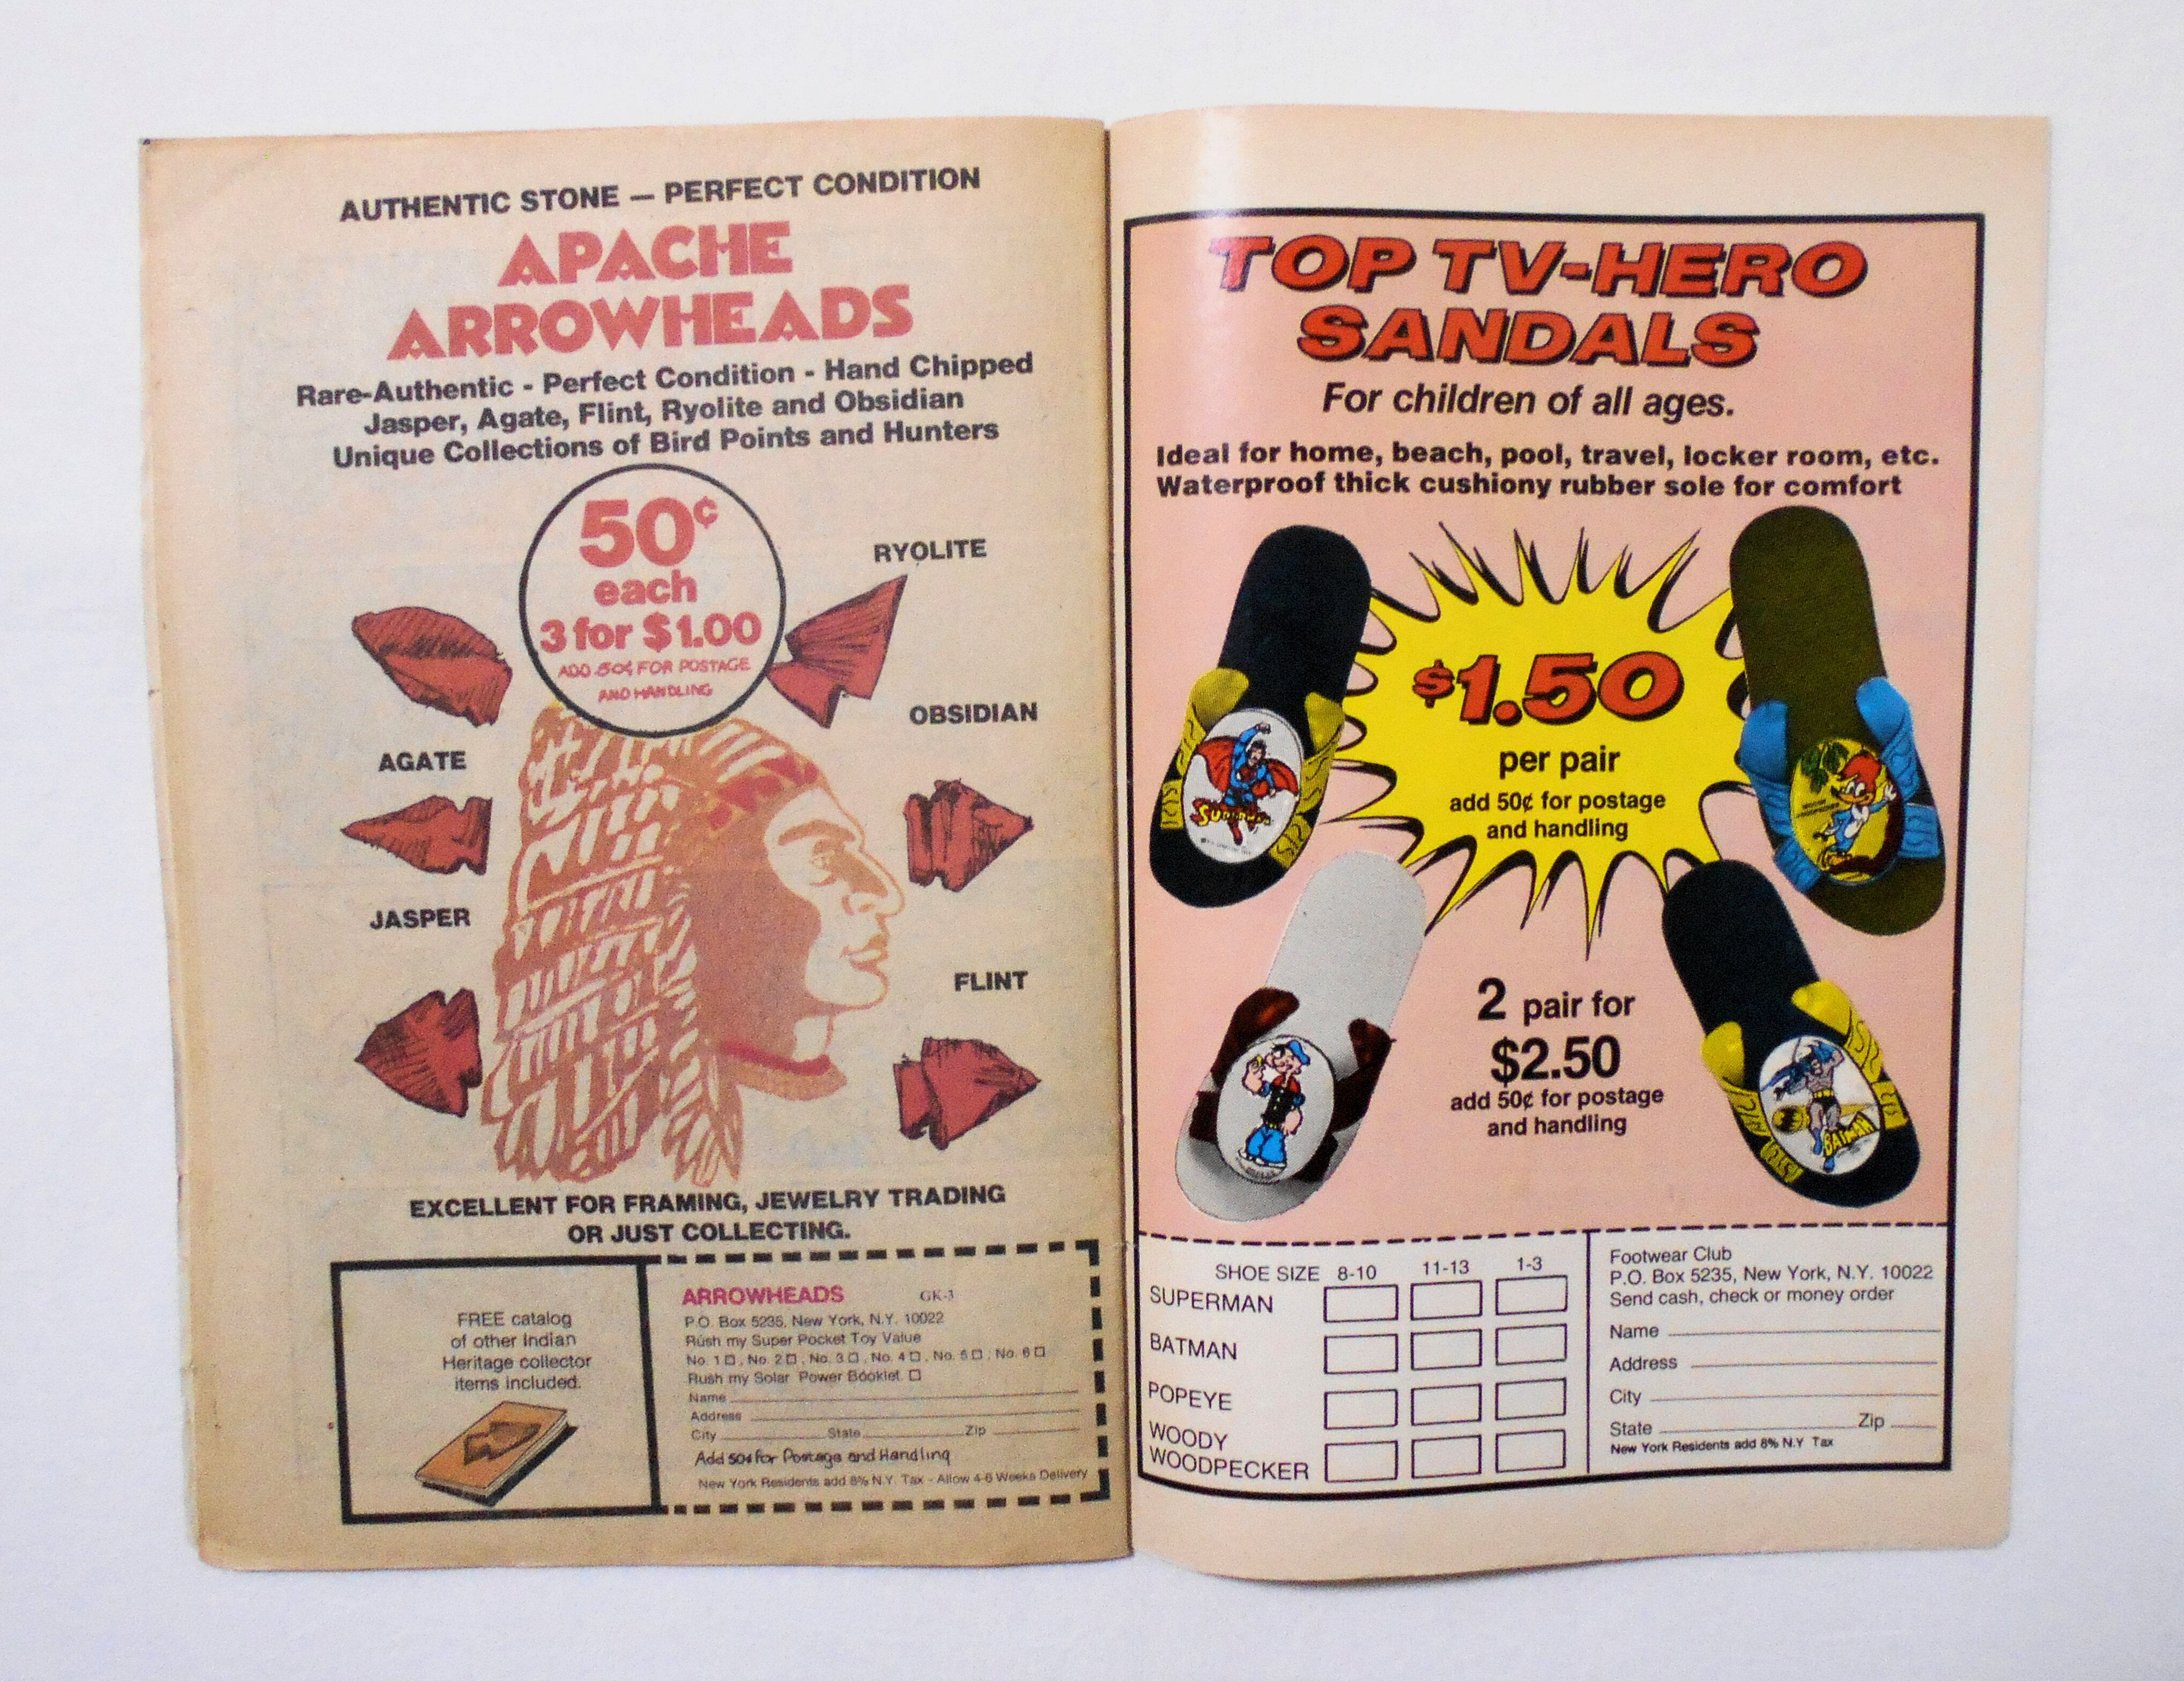 AUTHENTIC STONE — PERFECT CONDITION
APACHE
ARROWHEADS
Rare-Authentic - Perfect Condition - Hand Chipped
Jasper, Agate, Flint, Ryolite and Obsidian
Unique Collections of Bird Points and Hunters
50¢
each
3 for $1.00
ADD 50¢ FOR POSTAGE
AND HANDLING
RYOLITE
OBSIDIAN
AGATE
JASPER
FLINT
EXCELLENT FOR FRAMING, JEWELRY TRADING
OR JUST COLLECTING.
FREE catalog
of other Indian
Heritage collector
items included.
ARROWHEADS GK-3
P.O. Box 5235, New York, N.Y. 10022
Rush my Super Pocket Toy Value
No. 1 □, No. 2 □, No. 3 □, No. 4 □, No. 5 □, No. 6 □
Rush my Solar Power Booklet □
Name
Address
City State Zip
Add 50¢ for Postage and Handling
New York Residents add 8% N.Y. Tax - Allow 4-6 Weeks Delivery
TOP TV-HERO
SANDALS
For children of all ages.
Ideal for home, beach, pool, travel, locker room, etc.
Waterproof thick cushiony rubber sole for comfort
$1.50
per pair
add 50¢ for postage
and handling
SUPERMAN
2 pair for
$2.50
add 50¢ for postage
and handling
BATMAN
SHOE SIZE 8-10 11-13 1-3
SUPERMAN
BATMAN
POPEYE
WOODY
WOODPECKER
Footwear Club
P.O. Box 5235, New York, N.Y. 10022
Send cash, check or money order
Name
Address
City
State Zip
New York Residents add 8% N.Y Tax